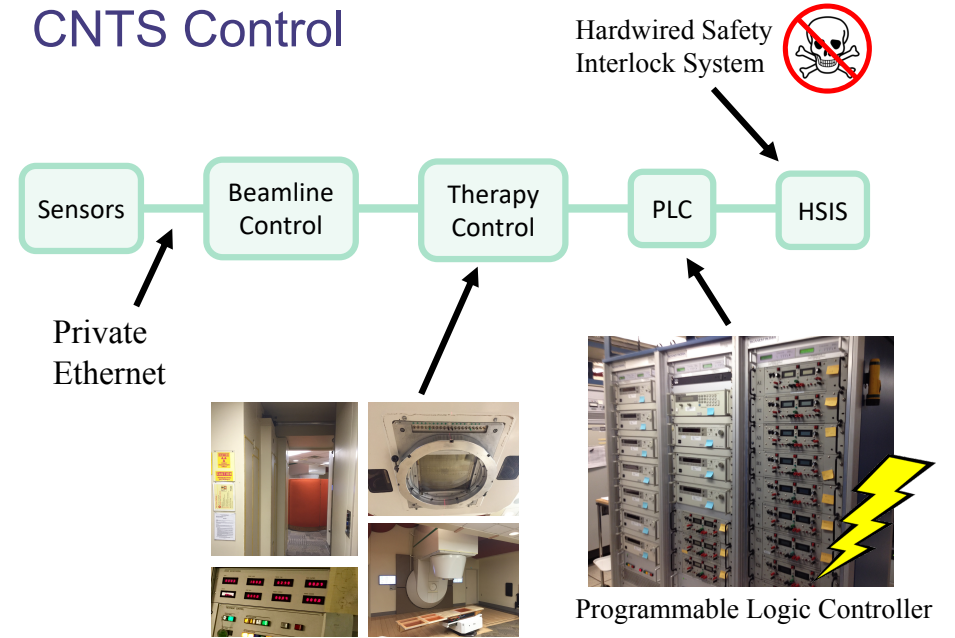 CNTS Control
Hardwired Safety
Interlock System
Sensors
Beamline
Control
Therapy
Control
PLC
HSIS
Private
Ethernet
Programmable Logic Controller